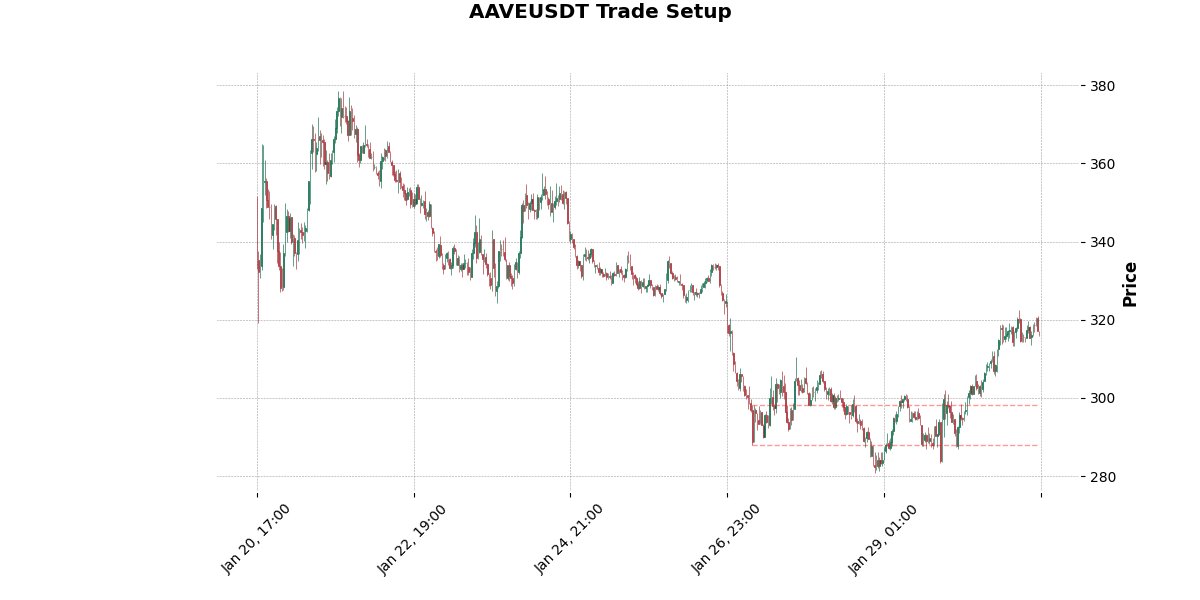 AAVEUSDT Trade Setup
380
360
340
320
300
280
Price
Jan 20, 17:00
Jan 22, 19:00
Jan 24, 21:00
Jan 26, 23:00
Jan 29, 01:00